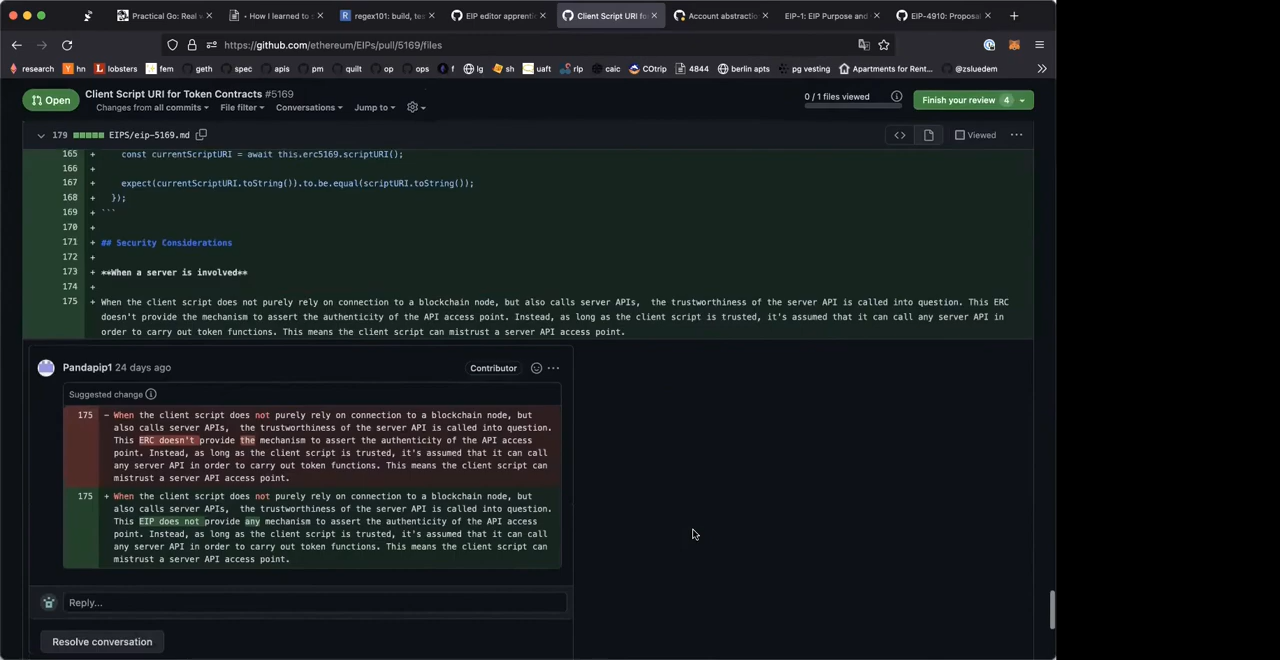 Practical Go: Real w
· How I learned to s
regex101: build, tes
EIP editor apprenti
Client Script URI fo
Account abstractio
EIP-1: EIP Purpose and
EIP-4910: Proposa
https://github.com/ethereum/EIPs/pull/5169/files
research
hn
lobsters
fem
geth
spec
apis
pm
quilt
op
ops
f
lg
sh
uaft
rlp
caic
COtrip
4844
berlin apts
pg vesting
Apartments for Rent...
@zsluedem
Open
Client Script URI for Token Contracts #5169
Changes from all commits
File filter
Conversations
Jump to
0 / 1 files viewed
Finish your review 4
179 EIPS/eip-5169.md
Viewed
165 + const currentScriptURI = await this.erc5169.scriptURI();
166 +
167 + expect(currentScriptURI.toString()).to.be.equal(scriptURI.toString());
168 + });
169 + ```
170 +
171 + ## Security Considerations
172 +
173 + **When a server is involved**
174 +
175 + When the client script does not purely rely on connection to a blockchain node, but also calls server APIs,  the trustworthiness of the server API is called into question. This ERC
doesn't provide the mechanism to assert the authenticity of the API access point. Instead, as long as the client script is trusted, it's assumed that it can call any server API in
order to carry out token functions. This means the client script can mistrust a server API access point.
Pandapip1 24 days ago
Contributor
Suggested change
175 - When the client script does not purely rely on connection to a blockchain node, but
also calls server APIs,  the trustworthiness of the server API is called into question.
This ERC doesn't provide the mechanism to assert the authenticity of the API access
point. Instead, as long as the client script is trusted, it's assumed that it can call
any server API in order to carry out token functions. This means the client script can
mistrust a server API access point.
175 + When the client script does not purely rely on connection to a blockchain node, but
also calls server APIs,  the trustworthiness of the server API is called into question.
This EIP does not provide any mechanism to assert the authenticity of the API access
point. Instead, as long as the client script is trusted, it's assumed that it can call
any server API in order to carry out token functions. This means the client script can
mistrust a server API access point.
Reply...
Resolve conversation